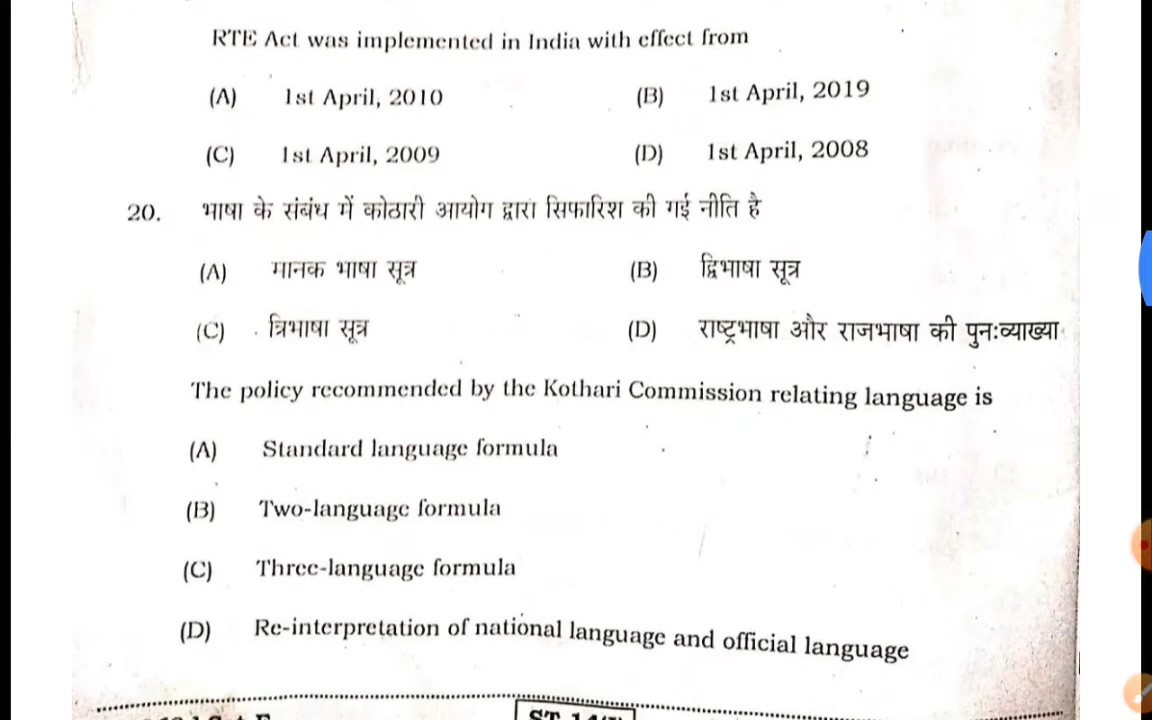 RTE Act was implemented in India with effect from
(A) 1st April, 2010 (B) 1st April, 2019
(C) 1st April, 2009 (D) 1st April, 2008
20. भाषा के संबंध में कोठारी आयोग द्वारा सिफारिश की गई नीति है
(A) मानक भाषा सूत्र (B) द्विभाषा सूत्र
(C) त्रिभाषा सूत्र (D) राष्ट्रभाषा और राजभाषा की पुनःव्याख्या
The policy recommended by the Kothari Commission relating language is
(A) Standard language formula
(B) Two-language formula
(C) Three-language formula
(D) Re-interpretation of national language and official language